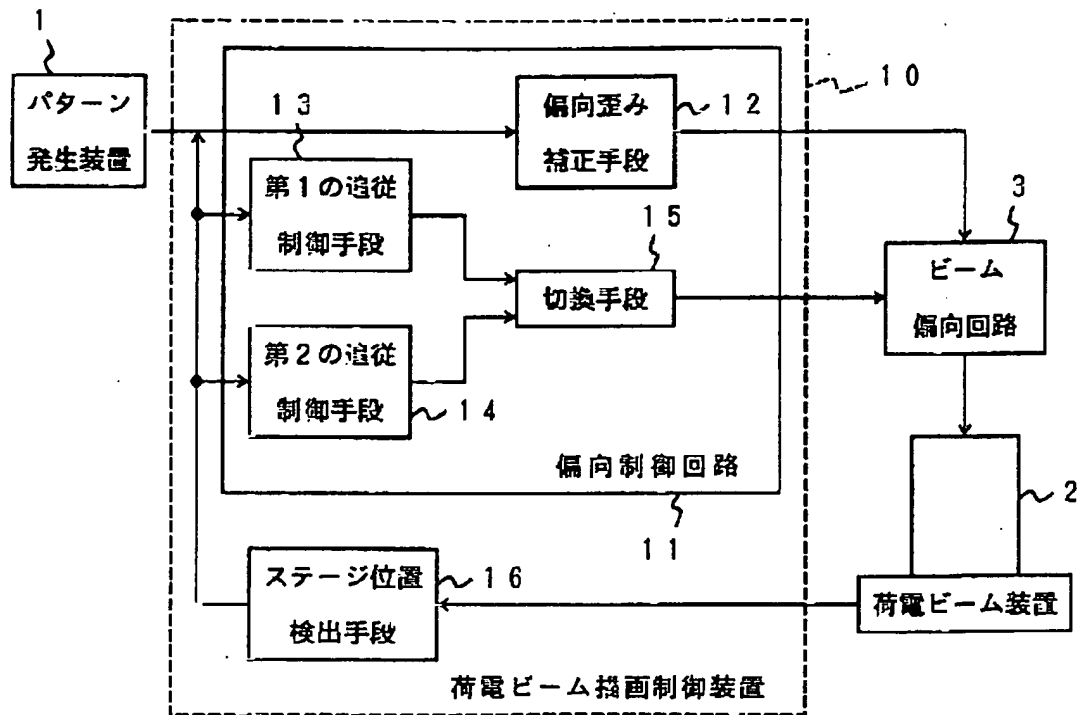 1
パターン
発生装置
13
第1の追従
制御手段
偏向歪み
補正手段
12
10
15
切換手段
3
ビーム
偏向回路
第2の追従
制御手段
14
偏向制御回路
11
2
荷電ビーム装置
ステージ位置
検出手段
16
荷電ビーム描画制御装置